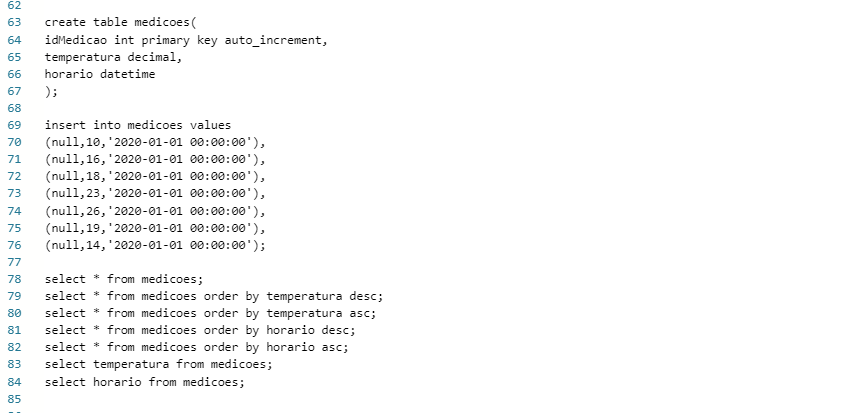 62
63 create table medicoes(
64 idMedicao int primary key auto_increment,
65 temperatura decimal,
66 horario datetime
67 );
68
69 insert into medicoes values
70 (null,10,'2020-01-01 00:00:00'),
71 (null,16,'2020-01-01 00:00:00'),
72 (null,18,'2020-01-01 00:00:00'),
73 (null,23,'2020-01-01 00:00:00'),
74 (null,26,'2020-01-01 00:00:00'),
75 (null,19,'2020-01-01 00:00:00'),
76 (null,14,'2020-01-01 00:00:00');
77
78 select * from medicoes;
79 select * from medicoes order by temperatura desc;
80 select * from medicoes order by temperatura asc;
81 select * from medicoes order by horario desc;
82 select * from medicoes order by horario asc;
83 select temperatura from medicoes;
84 select horario from medicoes;
85